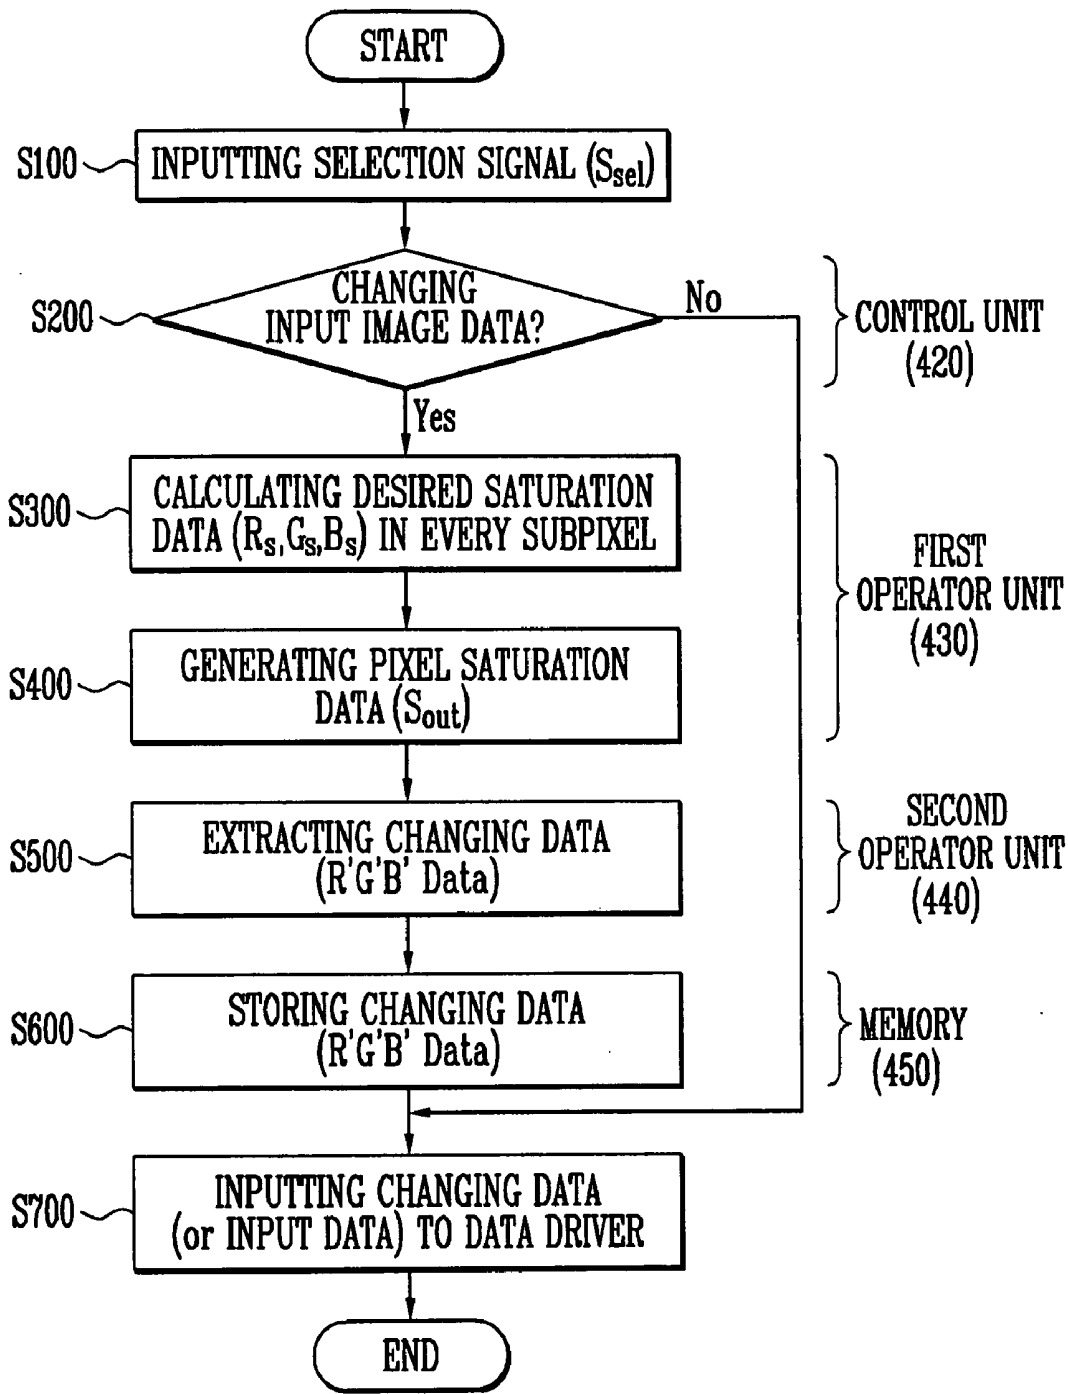 START
S100
INPUTTING SELECTION SIGNAL (Ssel)
S200
CHANGING
INPUT IMAGE DATA?
No
Yes
CONTROL UNIT
(420)
S300
CALCULATING DESIRED SATURATION
DATA (Rs,Gs,Bs) IN EVERY SUBPIXEL
S400
GENERATING PIXEL SATURATION
DATA (Sout)
FIRST
OPERATOR UNIT
(430)
S500
EXTRACTING CHANGING DATA
(R'G'B' Data)
SECOND
OPERATOR UNIT
(440)
S600
STORING CHANGING DATA
(R'G'B' Data)
MEMORY
(450)
S700
INPUTTING CHANGING DATA
(or INPUT DATA) TO DATA DRIVER
END